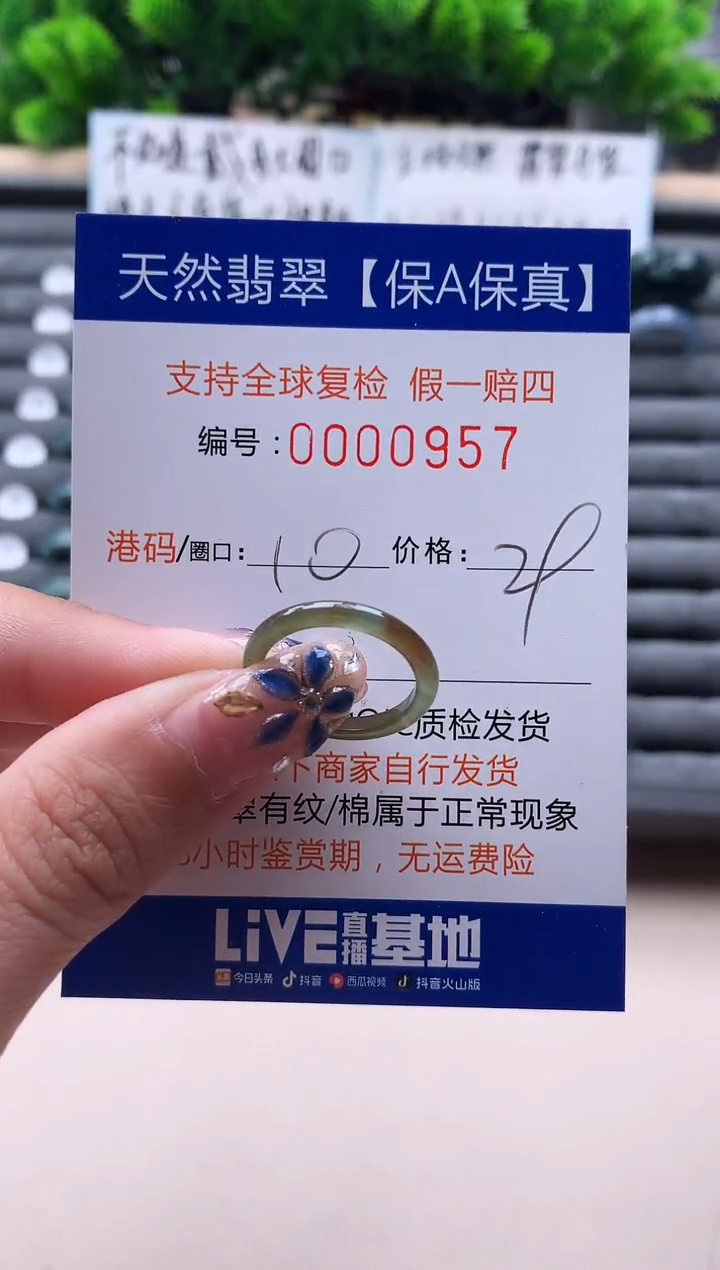 天然翡翠【保A保真】
支持全球复检 假一赔四
编号:0000957
港码/圈口: 10 价格: 29
质检发货
下商家自行发货
翠有纹/棉属于正常现象
小时鉴赏期,无运费险
LiVE直播基地
今日头条 抖音 西瓜视频 抖音火山版